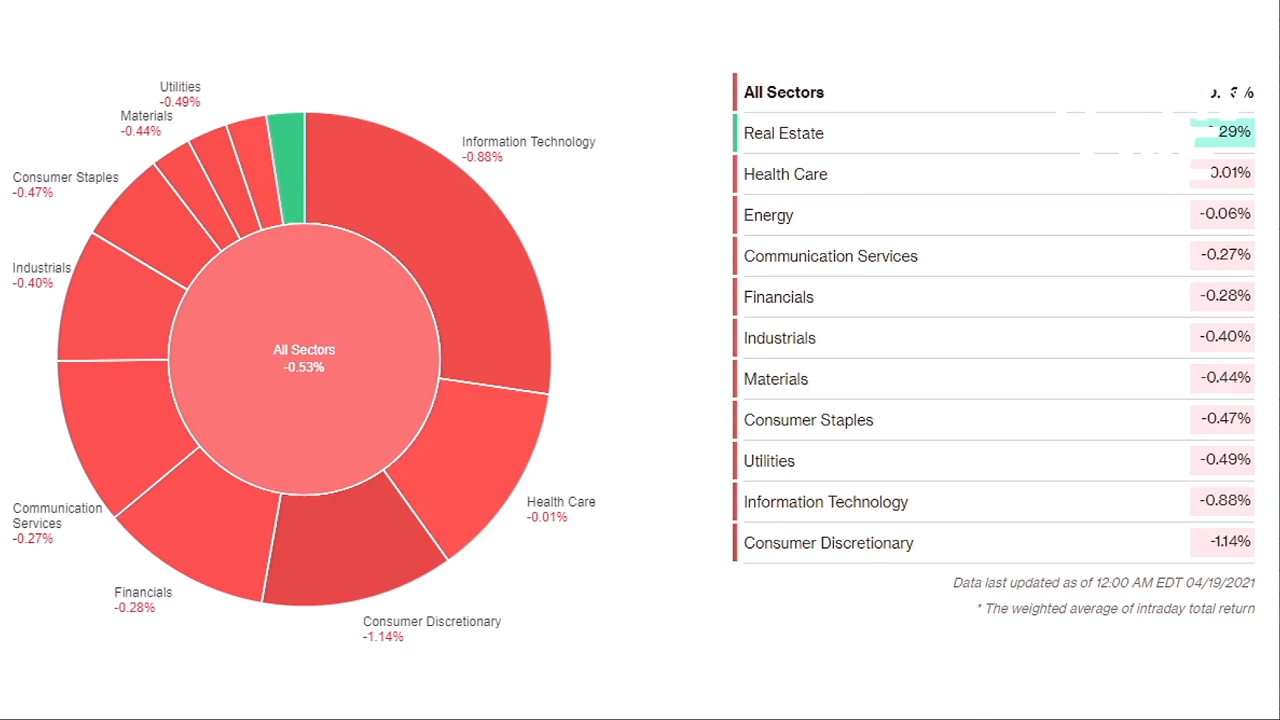 Utilities
-0.49%
Materials
-0.44%
Information Technology
-0.88%
Consumer Staples
-0.47%
Industrials
-0.40%
All Sectors
-0.53%
Health Care
-0.01%
Communication
Services
-0.27%
Financials
-0.28%
Consumer Discretionary
-1.14%
All Sectors
Real Estate 29%
Health Care 0.01%
Energy -0.06%
Communication Services -0.27%
Financials -0.28%
Industrials -0.40%
Materials -0.44%
Consumer Staples -0.47%
Utilities -0.49%
Information Technology -0.88%
Consumer Discretionary -1.14%
Data last updated as of 12:00 AM EDT 04/19/2021
* The weighted average of intraday total return